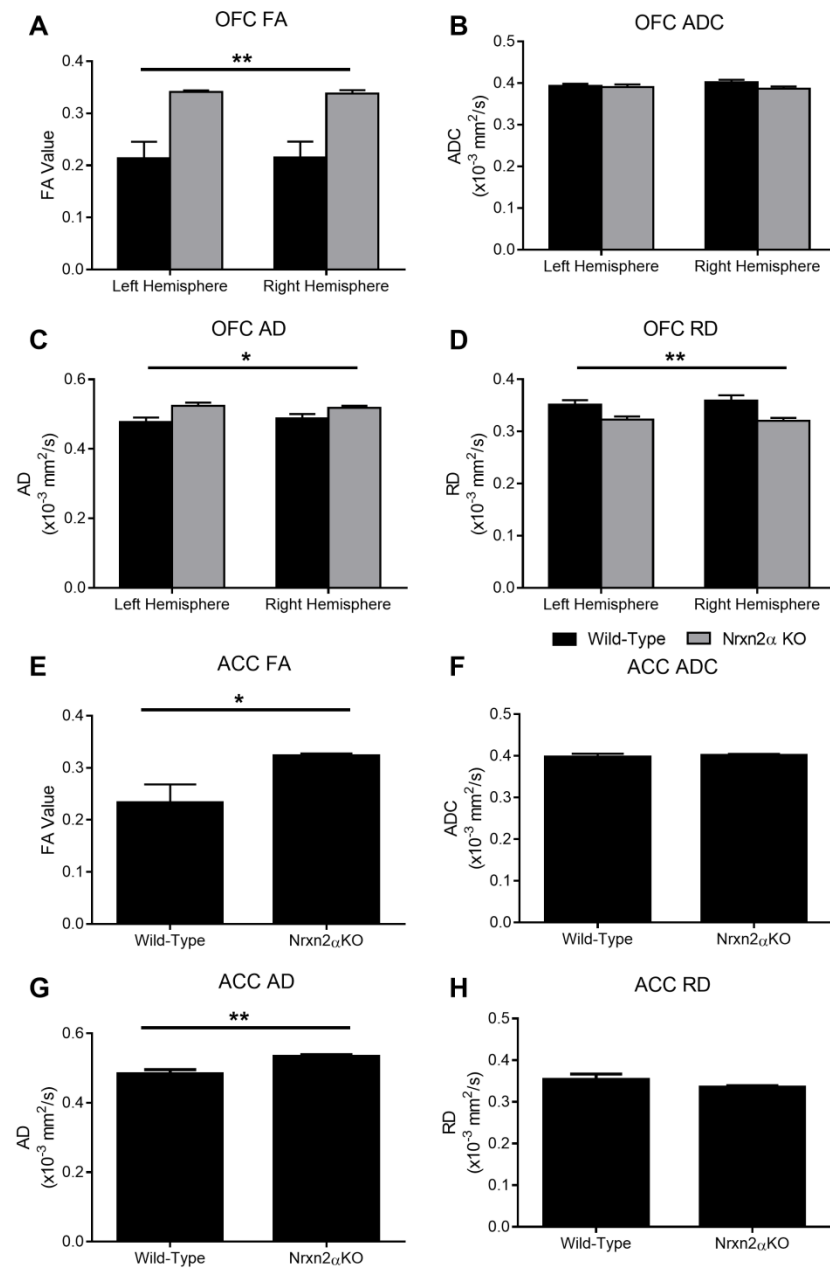 A
OFC FA
**
0.4
0.3
0.2
0.1
0.0
FA Value
Left Hemisphere
Right Hemisphere
B
OFC ADC
0.5
0.4
0.3
0.2
0.1
0.0
ADC
(x10⁻³ mm²/s)
Left Hemisphere
Right Hemisphere
C
OFC AD
*
0.6
0.4
0.2
0.0
AD
(x10⁻³ mm²/s)
Left Hemisphere
Right Hemisphere
D
OFC RD
**
0.4
0.3
0.2
0.1
0.0
RD
(x10⁻³ mm²/s)
Left Hemisphere
Right Hemisphere
Wild-Type
Nrxn2α KO
E
ACC FA
*
0.4
0.3
0.2
0.1
0.0
FA Value
Wild-Type
Nrxn2αKO
F
ACC ADC
0.5
0.4
0.3
0.2
0.1
0.0
ADC
(x10⁻³ mm²/s)
Wild-Type
Nrxn2αKO
G
ACC AD
**
0.6
0.4
0.2
0.0
AD
(x10⁻³ mm²/s)
Wild-Type
Nrxn2αKO
H
ACC RD
0.5
0.4
0.3
0.2
0.1
0.0
RD
(x10⁻³ mm²/s)
Wild-Type
Nrxn2αKO